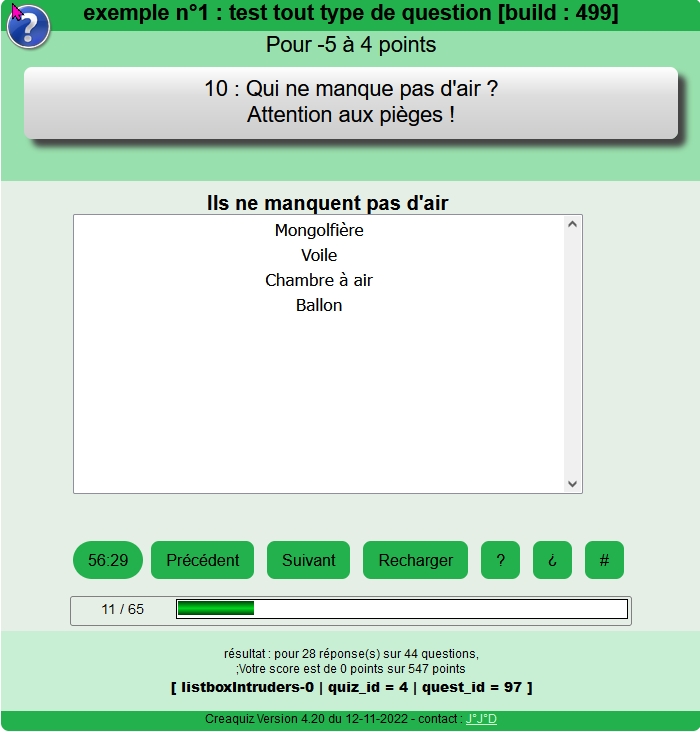 exemple n°1 : test tout type de question [build : 499]
?
Pour -5 à 4 points
10 : Qui ne manque pas d'air ?
Attention aux pièges !
Ils ne manquent pas d'air
Mongolfière
Voile
Chambre à air
Ballon
56:29 Précédent Suivant Recharger ? ¿ #
11 / 65
résultat : pour 28 réponse(s) sur 44 questions,
;Votre score est de 0 points sur 547 points
[ listboxIntruders-0 | quiz_id = 4 | quest_id = 97 ]
Creaquiz Version 4.20 du 12-11-2022 - contact : J°J°D